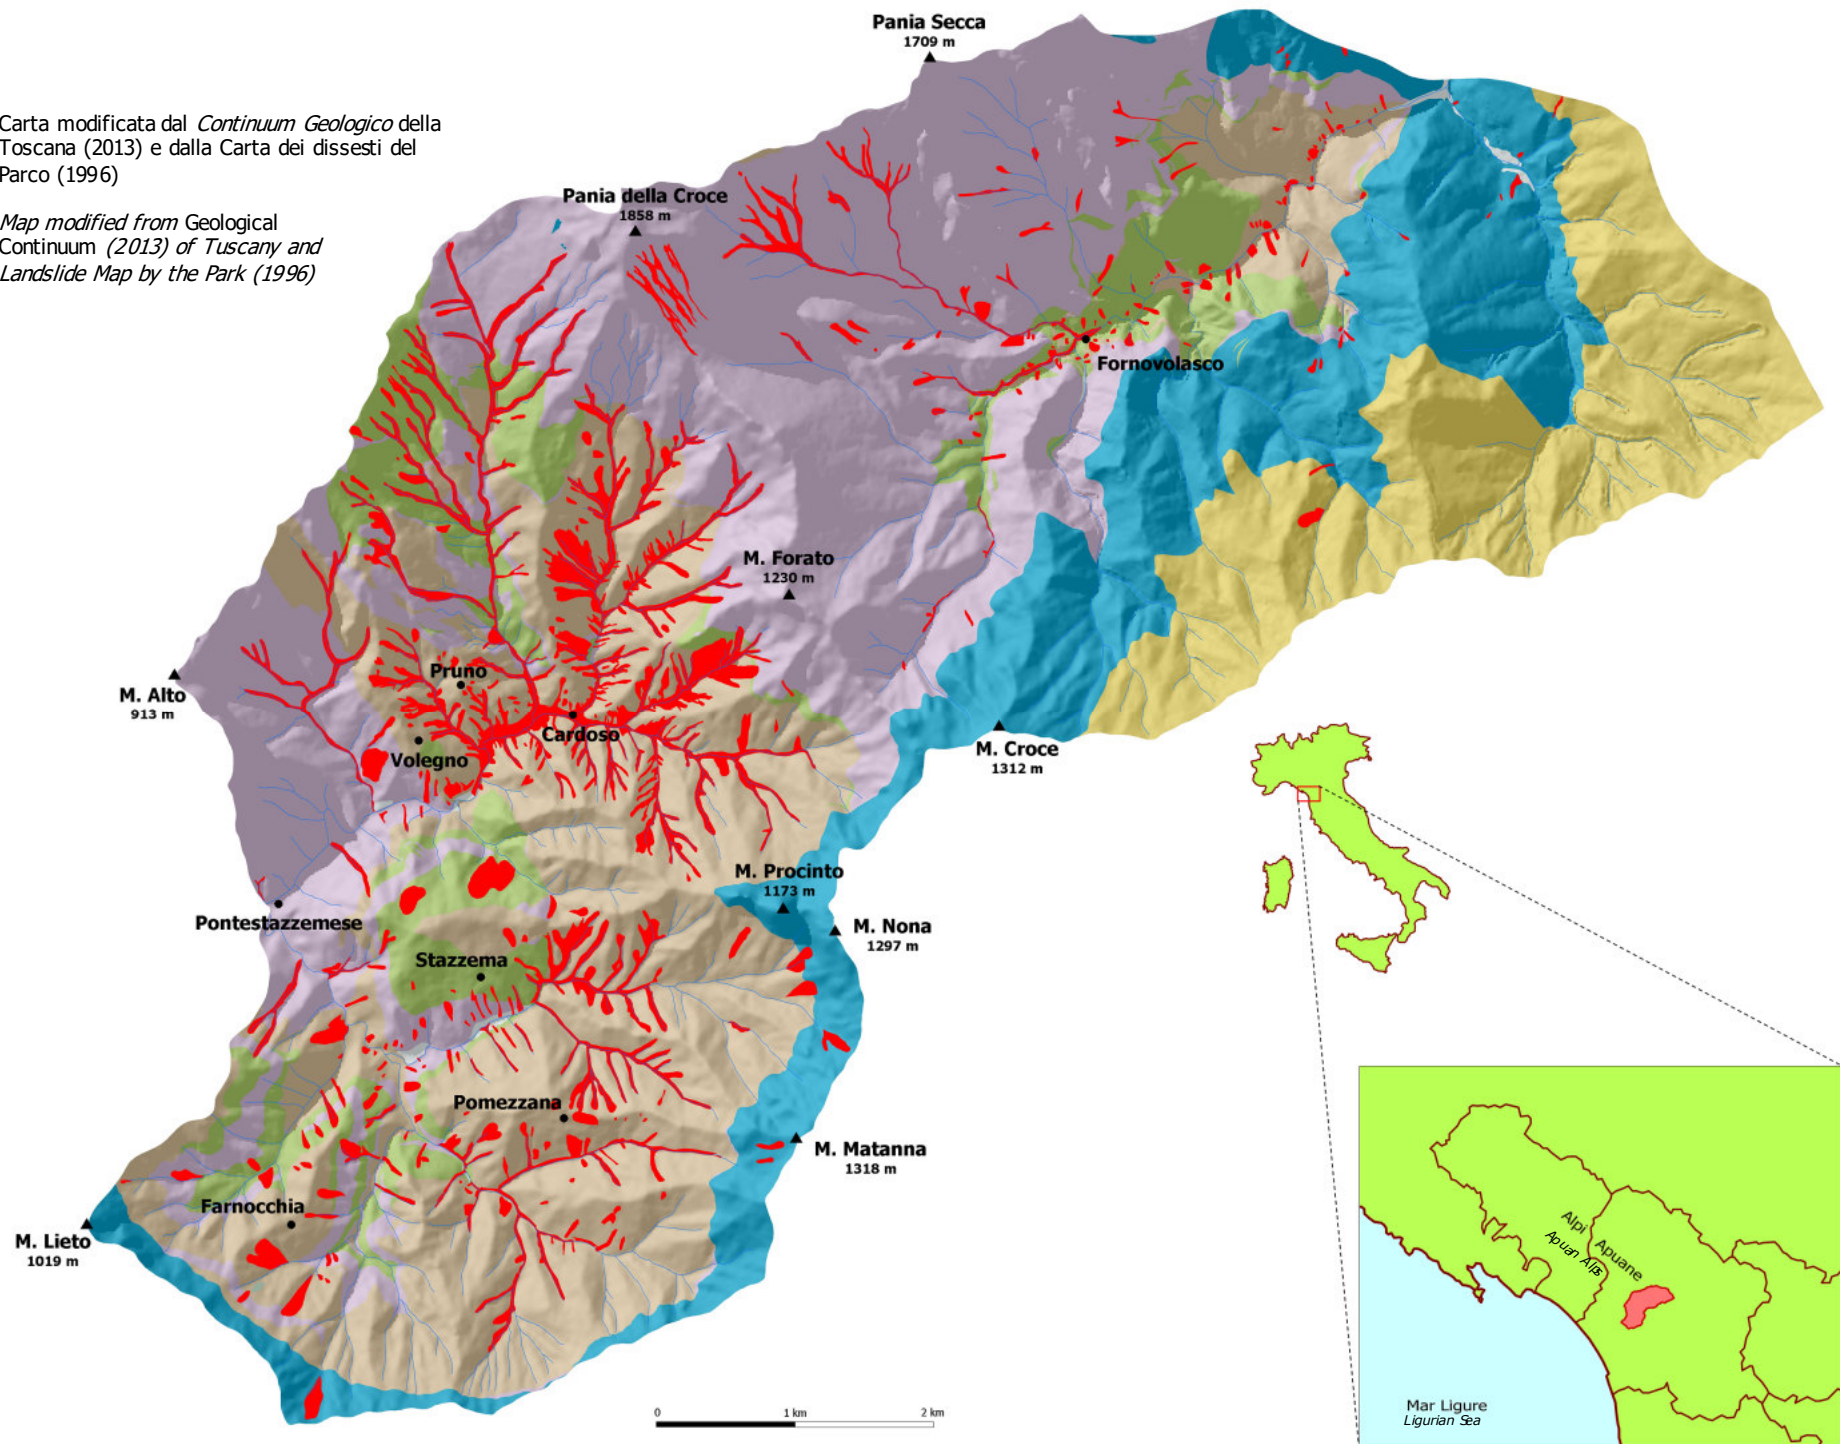 Pania Secca
1709 m
Carta modificata dal Continuum Geologico della
Toscana (2013) e dalla Carta dei dissesti del
Parco (1996)
Map modified from Geological
Continuum (2013) of Tuscany and
Landslide Map by the Park (1996)
Pania della Croce
1858 m
Fornovolasco
M. Forato
1230 m
Pruno
M. Alto
913 m
Cardoso
Volegno
M. Croce
1312 m
M. Procinto
1173 m
Pontestazzemese
M. Nona
1297 m
Stazzema
Pomezzana
M. Matanna
1318 m
Farnocchia
M. Lieto
1019 m
Alpi Apuane
Apuan Alps
Mar Ligure
Ligurian Sea
0 1 km 2 km